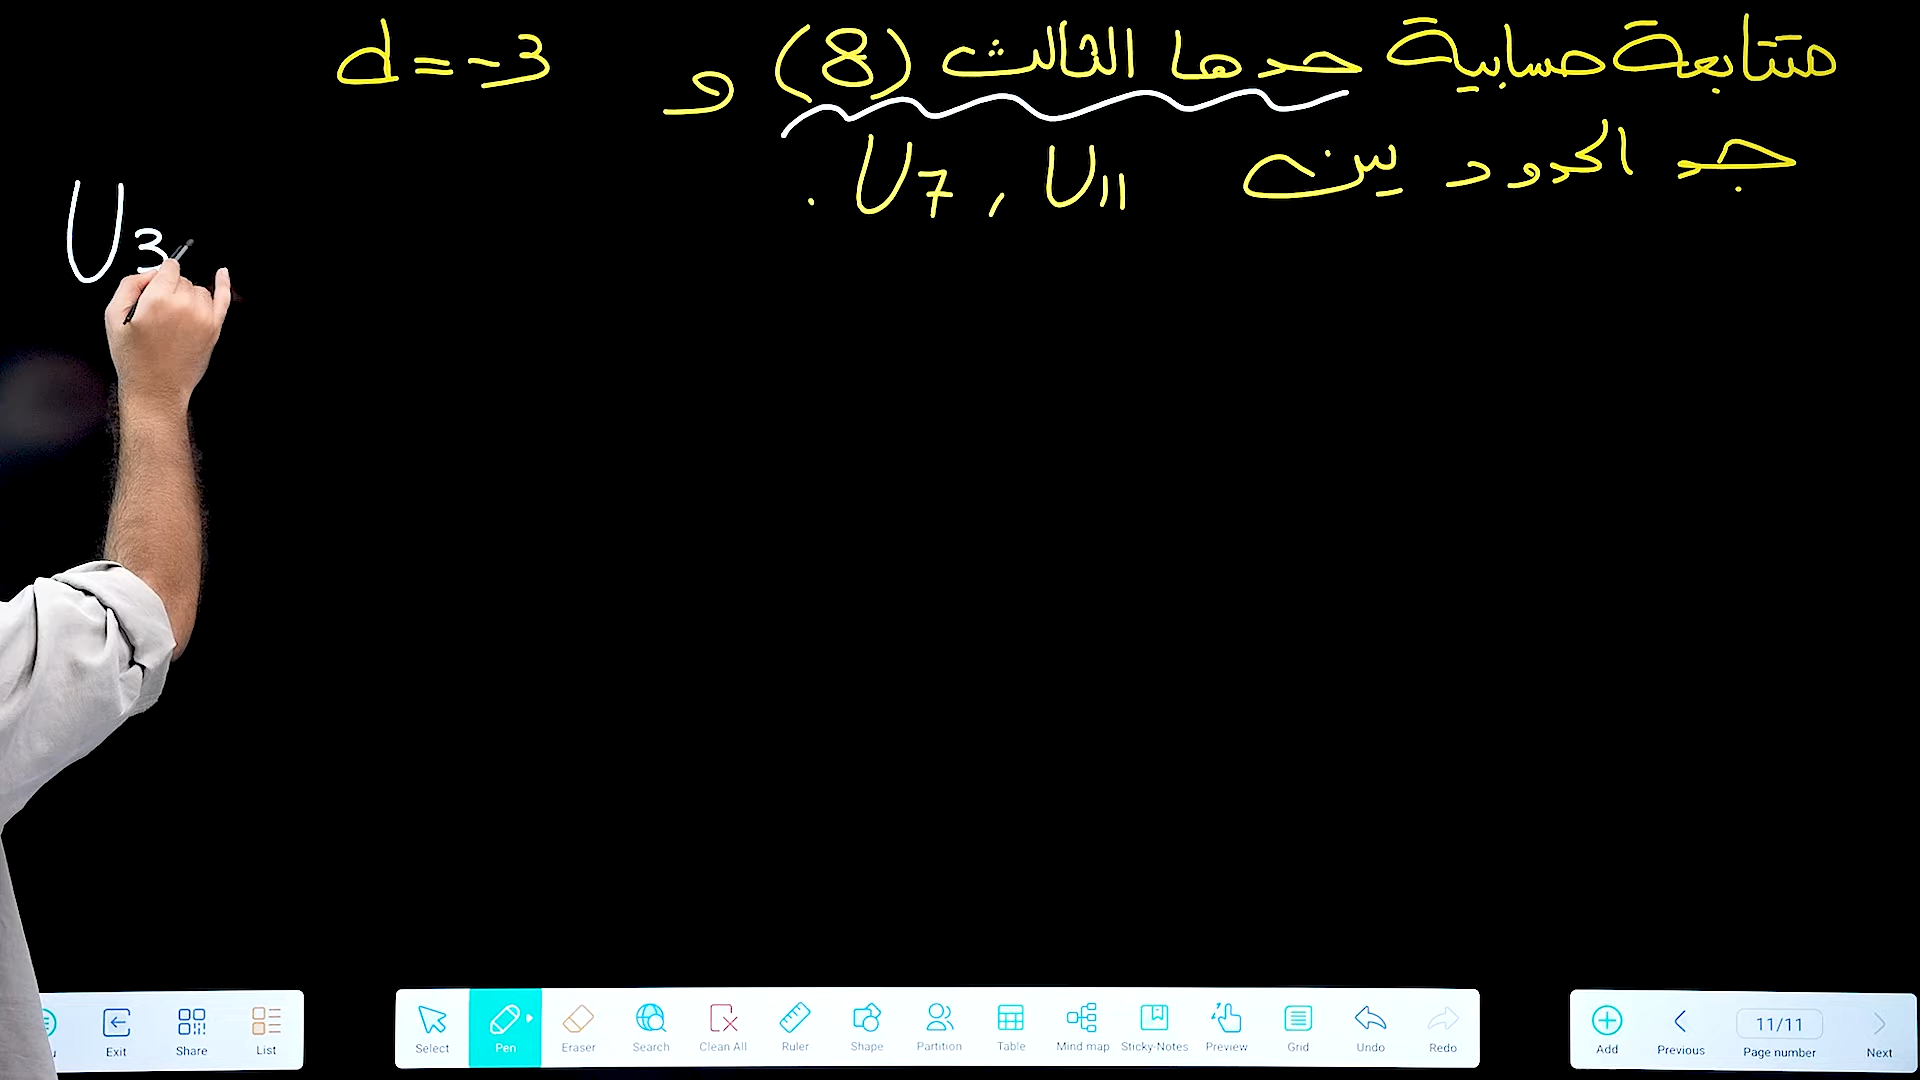 متتابعة حسابية حدها الثالث (8) و d = -3
جد الحدود بين U7 , U11 .
U3
Exit
Share
List
Select
Pen
Eraser
Search
Clean All
Ruler
Shape
Partition
Table
Mind map
Sticky-Notes
Preview
Grid
Undo
Redo
Add
Previous
11/11
Page number
Next